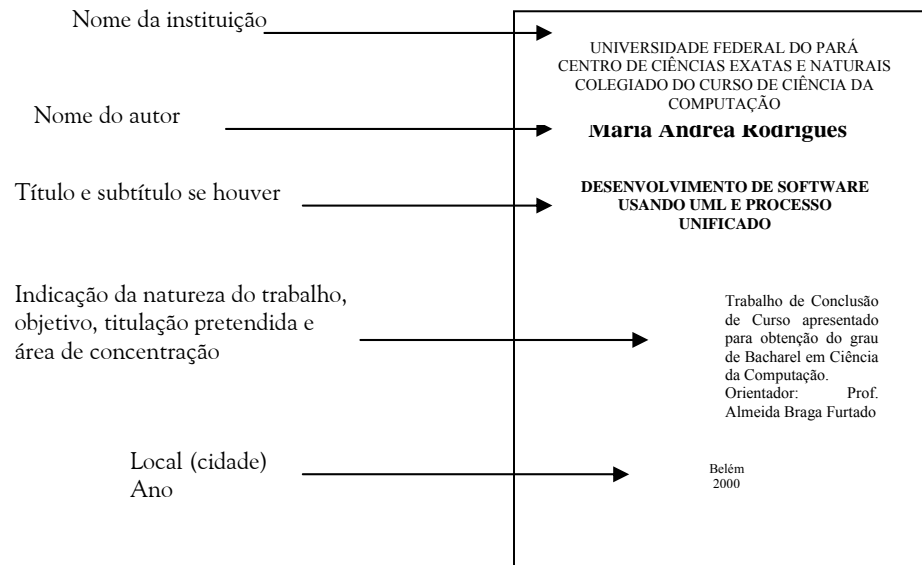 Nome da instituição
UNIVERSIDADE FEDERAL DO PARÁ
CENTRO DE CIÊNCIAS EXATAS E NATURAIS
COLEGIADO DO CURSO DE CIÊNCIA DA
COMPUTAÇÃO
Nome do autor
Maria Andrea Rodrigues
Título e subtítulo se houver
DESENVOLVIMENTO DE SOFTWARE
USANDO UML E PROCESSO
UNIFICADO
Indicação da natureza do trabalho,
objetivo, titulação pretendida e
área de concentração
Trabalho de Conclusão
de Curso apresentado
para obtenção do grau
de Bacharel em Ciência
da Computação.
Orientador: Prof.
Almeida Braga Furtado
Local (cidade)
Ano
Belém
2000